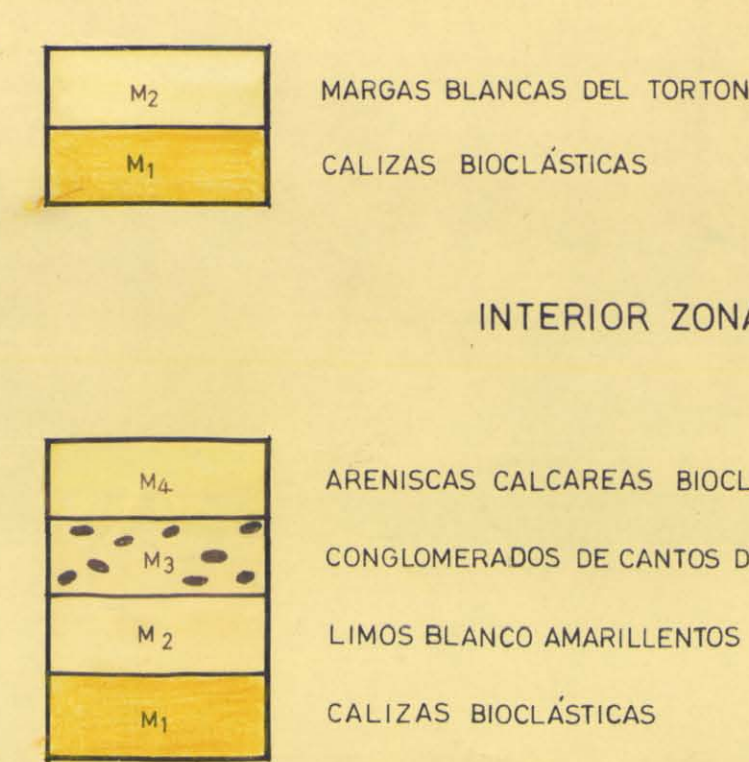 M2 MARGAS BLANCAS DEL TORTON
M1 CALIZAS BIOCLÁSTICAS
INTERIOR ZONA
M4 ARENISCAS CALCAREAS BIOCL
M3 CONGLOMERADOS DE CANTOS D
M2 LIMOS BLANCO AMARILLENTOS
M1 CALIZAS BIOCLÁSTICAS